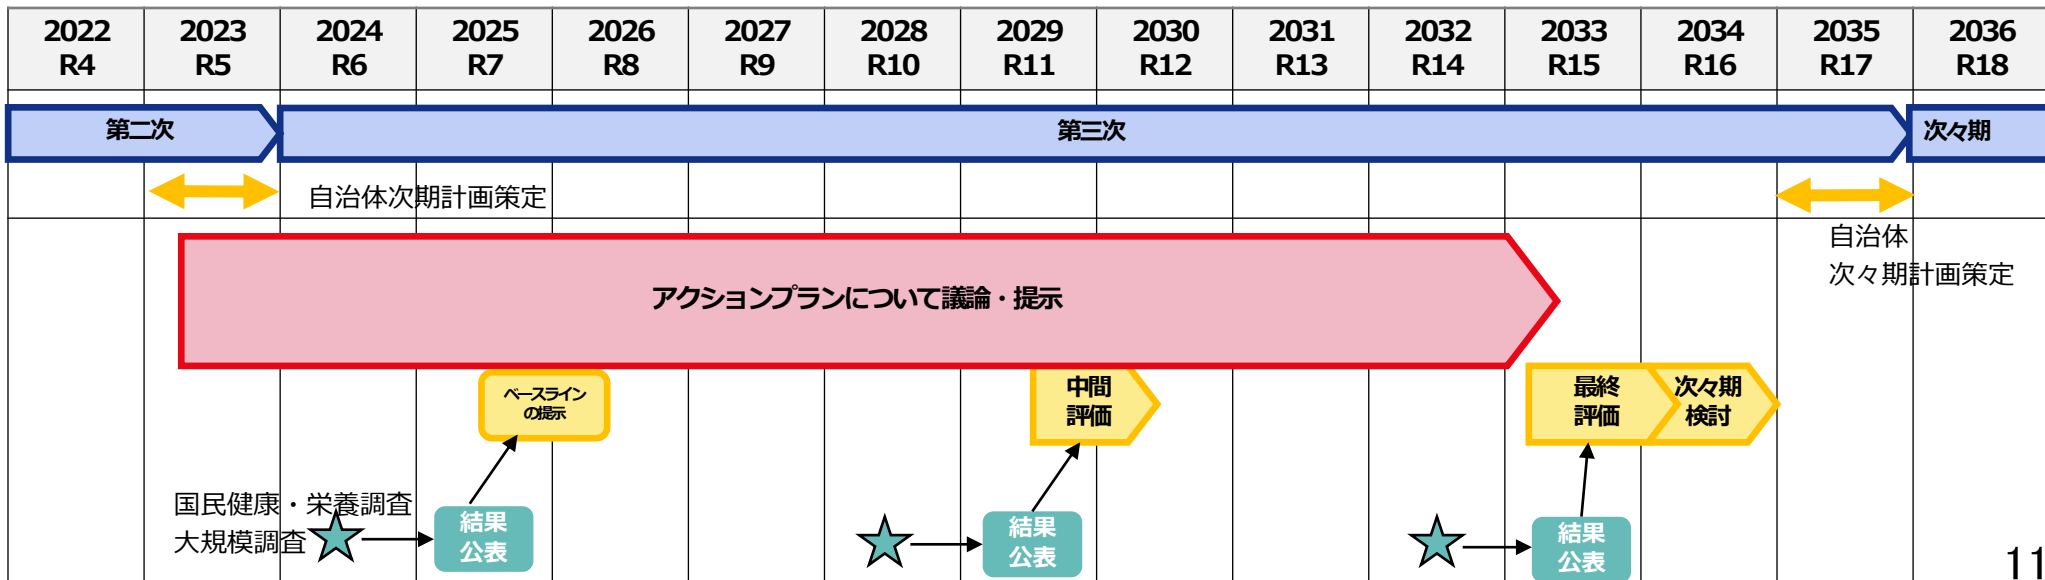 2022 2023 2024 2025 2026 2027 2028 2029 2030 2031 2032 2033 2034 2035 2036
R4 R5 R6 R7 R8 R9 R10 R11 R12 R13 R14 R15 R16 R17 R18
第二次 第三次 次々期
自治体次期計画策定
自治体
次々期計画策定
アクションプランについて議論・提示
ベースライン
の提示
中間
評価
最終
評価
次々期
検討
国民健康・栄養調査
大規模調査
結果
公表
結果
公表
結果
公表
11